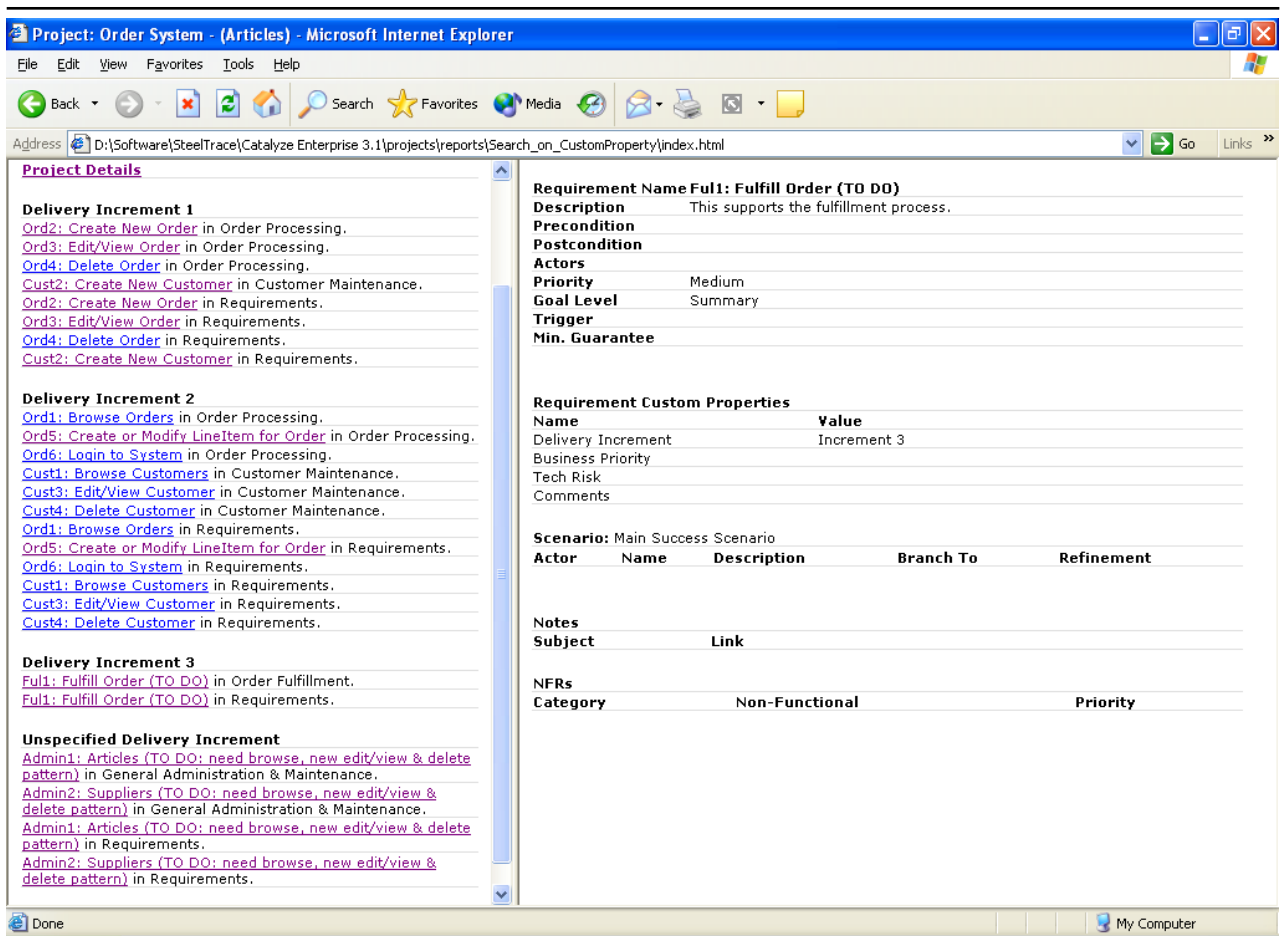 Project: Order System - (Articles) - Microsoft Internet Explorer
File Edit View Favorites Tools Help
Back Search Favorites Media
Address D:\Software\SteelTrace\Catalyze Enterprise 3.1\projects\reports\Search_on_CustomProperty\index.html Go Links »
Project Details
Delivery Increment 1
Ord2: Create New Order in Order Processing.
Ord3: Edit/View Order in Order Processing.
Ord4: Delete Order in Order Processing.
Cust2: Create New Customer in Customer Maintenance.
Ord2: Create New Order in Requirements.
Ord3: Edit/View Order in Requirements.
Ord4: Delete Order in Requirements.
Cust2: Create New Customer in Requirements.
Delivery Increment 2
Ord1: Browse Orders in Order Processing.
Ord5: Create or Modify LineItem for Order in Order Processing.
Ord6: Login to System in Order Processing.
Cust1: Browse Customers in Customer Maintenance.
Cust3: Edit/View Customer in Customer Maintenance.
Cust4: Delete Customer in Customer Maintenance.
Ord1: Browse Orders in Requirements.
Ord5: Create or Modify LineItem for Order in Requirements.
Ord6: Login to System in Requirements.
Cust1: Browse Customers in Requirements.
Cust3: Edit/View Customer in Requirements.
Cust4: Delete Customer in Requirements.
Delivery Increment 3
Ful1: Fulfill Order (TO DO) in Order Fulfillment.
Ful1: Fulfill Order (TO DO) in Requirements.
Unspecified Delivery Increment
Admin1: Articles (TO DO: need browse, new edit/view & delete
pattern) in General Administration & Maintenance.
Admin2: Suppliers (TO DO: need browse, new edit/view &
delete pattern) in General Administration & Maintenance.
Admin1: Articles (TO DO: need browse, new edit/view & delete
pattern) in Requirements.
Admin2: Suppliers (TO DO: need browse, new edit/view &
delete pattern) in Requirements.
Requirement Name Ful1: Fulfill Order (TO DO)
Description This supports the fulfillment process.
Precondition
Postcondition
Actors
Priority Medium
Goal Level Summary
Trigger
Min. Guarantee
Requirement Custom Properties
Name Value
Delivery Increment Increment 3
Business Priority
Tech Risk
Comments
Scenario: Main Success Scenario
Actor Name Description Branch To Refinement
Notes
Subject Link
NFRs
Category Non-Functional Priority
Done My Computer